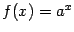 f(x) = a^x